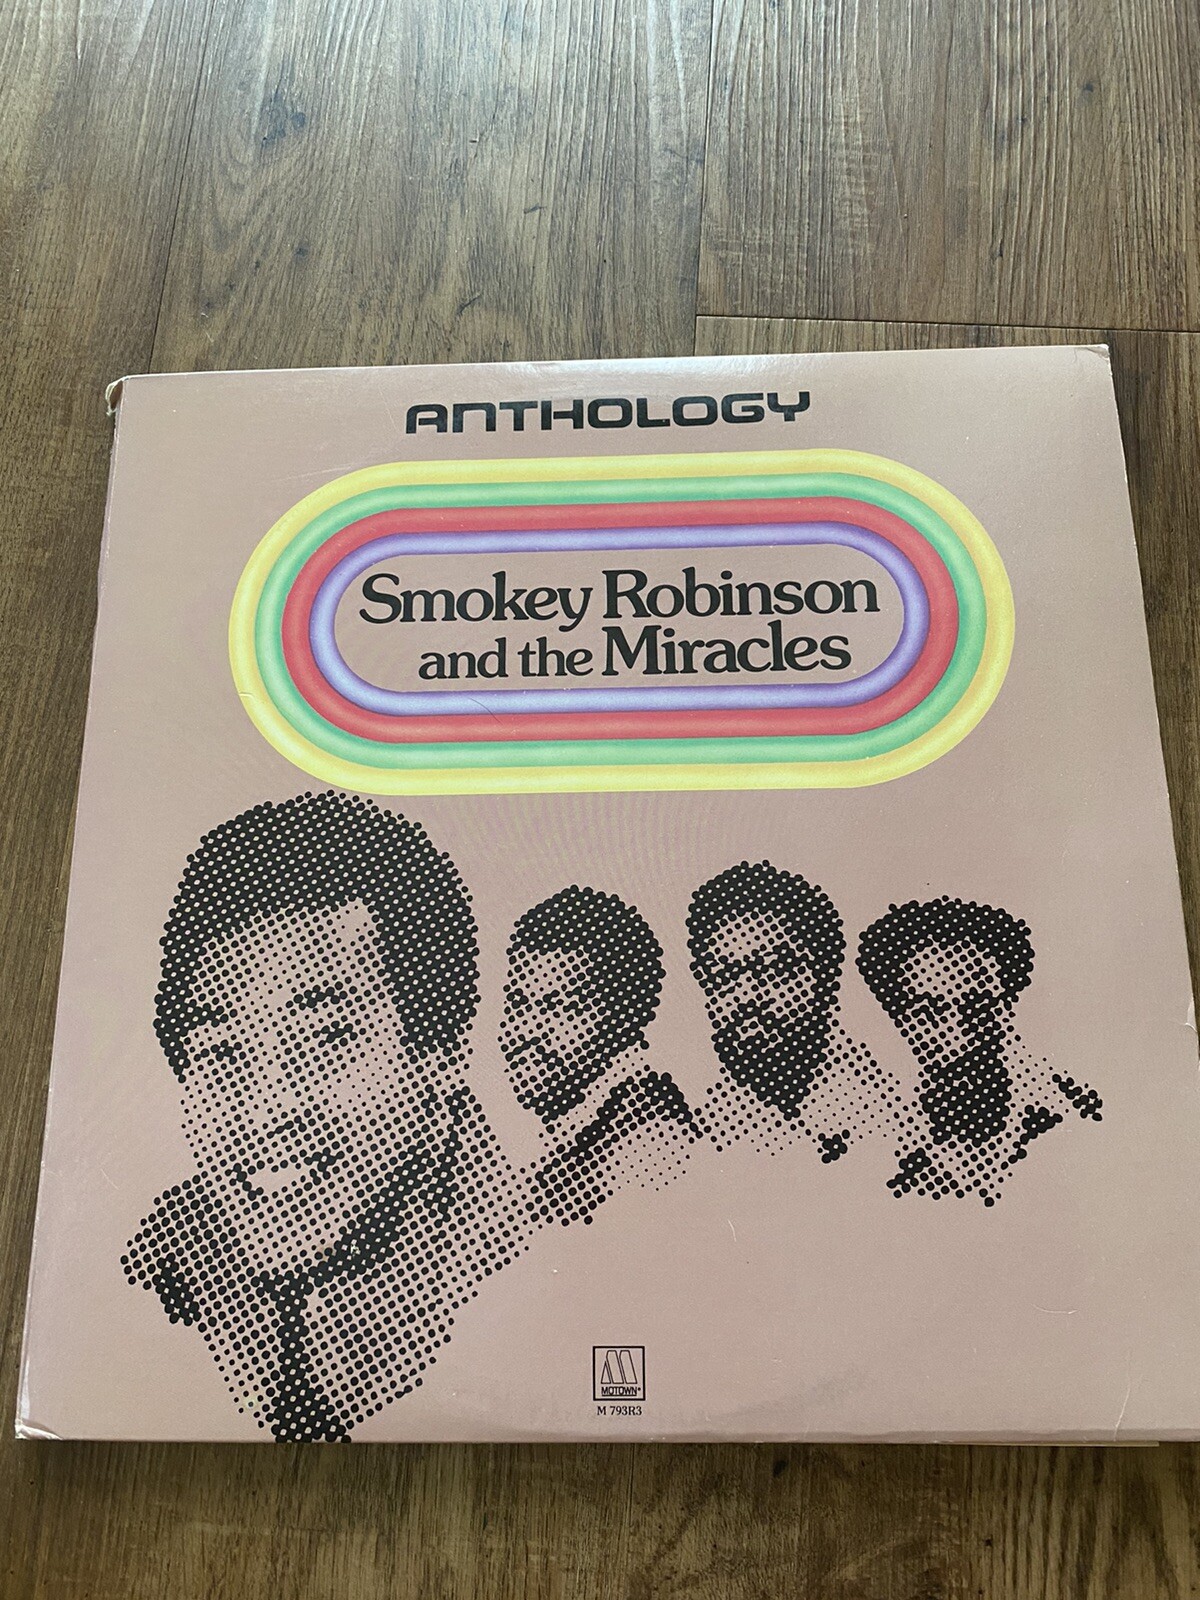 ANTHOLOGY
Smokey Robinson
and the Miracles
MOTOWN®
M 793R3